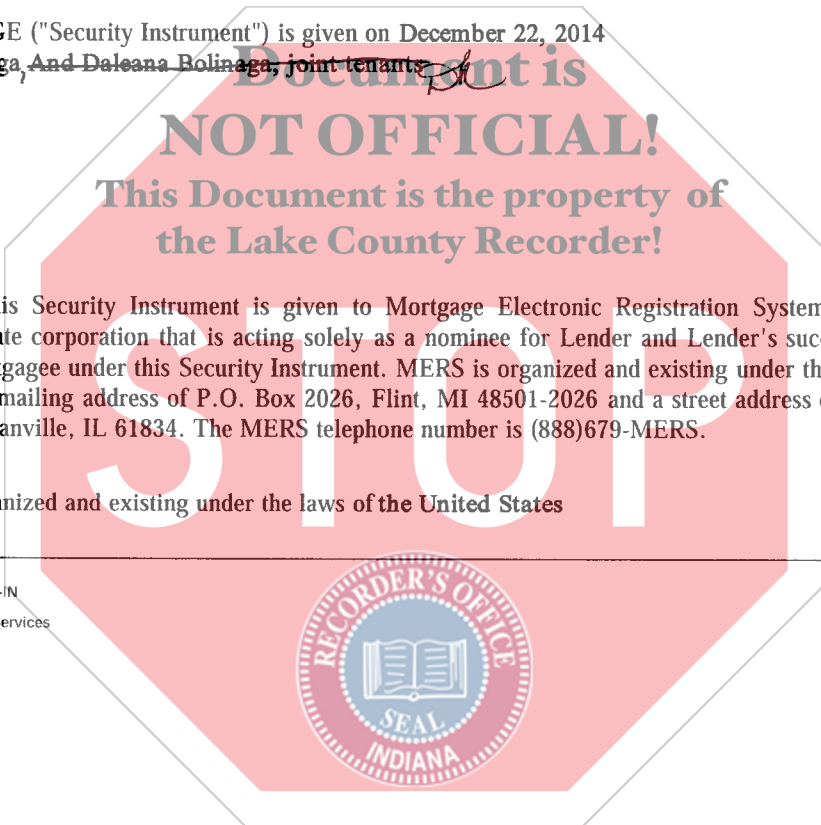 GE ("Security Instrument") is given on December 22, 2014
ga, And Daleana Bolinaga, joint tenants,
Document is
NOT OFFICIAL!
This Document is the property of
the Lake County Recorder!
is Security Instrument is given to Mortgage Electronic Registration System
te corporation that is acting solely as a nominee for Lender and Lender's suc
gagee under this Security Instrument. MERS is organized and existing under th
mailing address of P.O. Box 2026, Flint, MI 48501-2026 and a street address
anville, IL 61834. The MERS telephone number is (888)679-MERS.
STOP
nized and existing under the laws of the United States
-IN
ervices
RECORDER'S OFFICE
SEAL
INDIANA